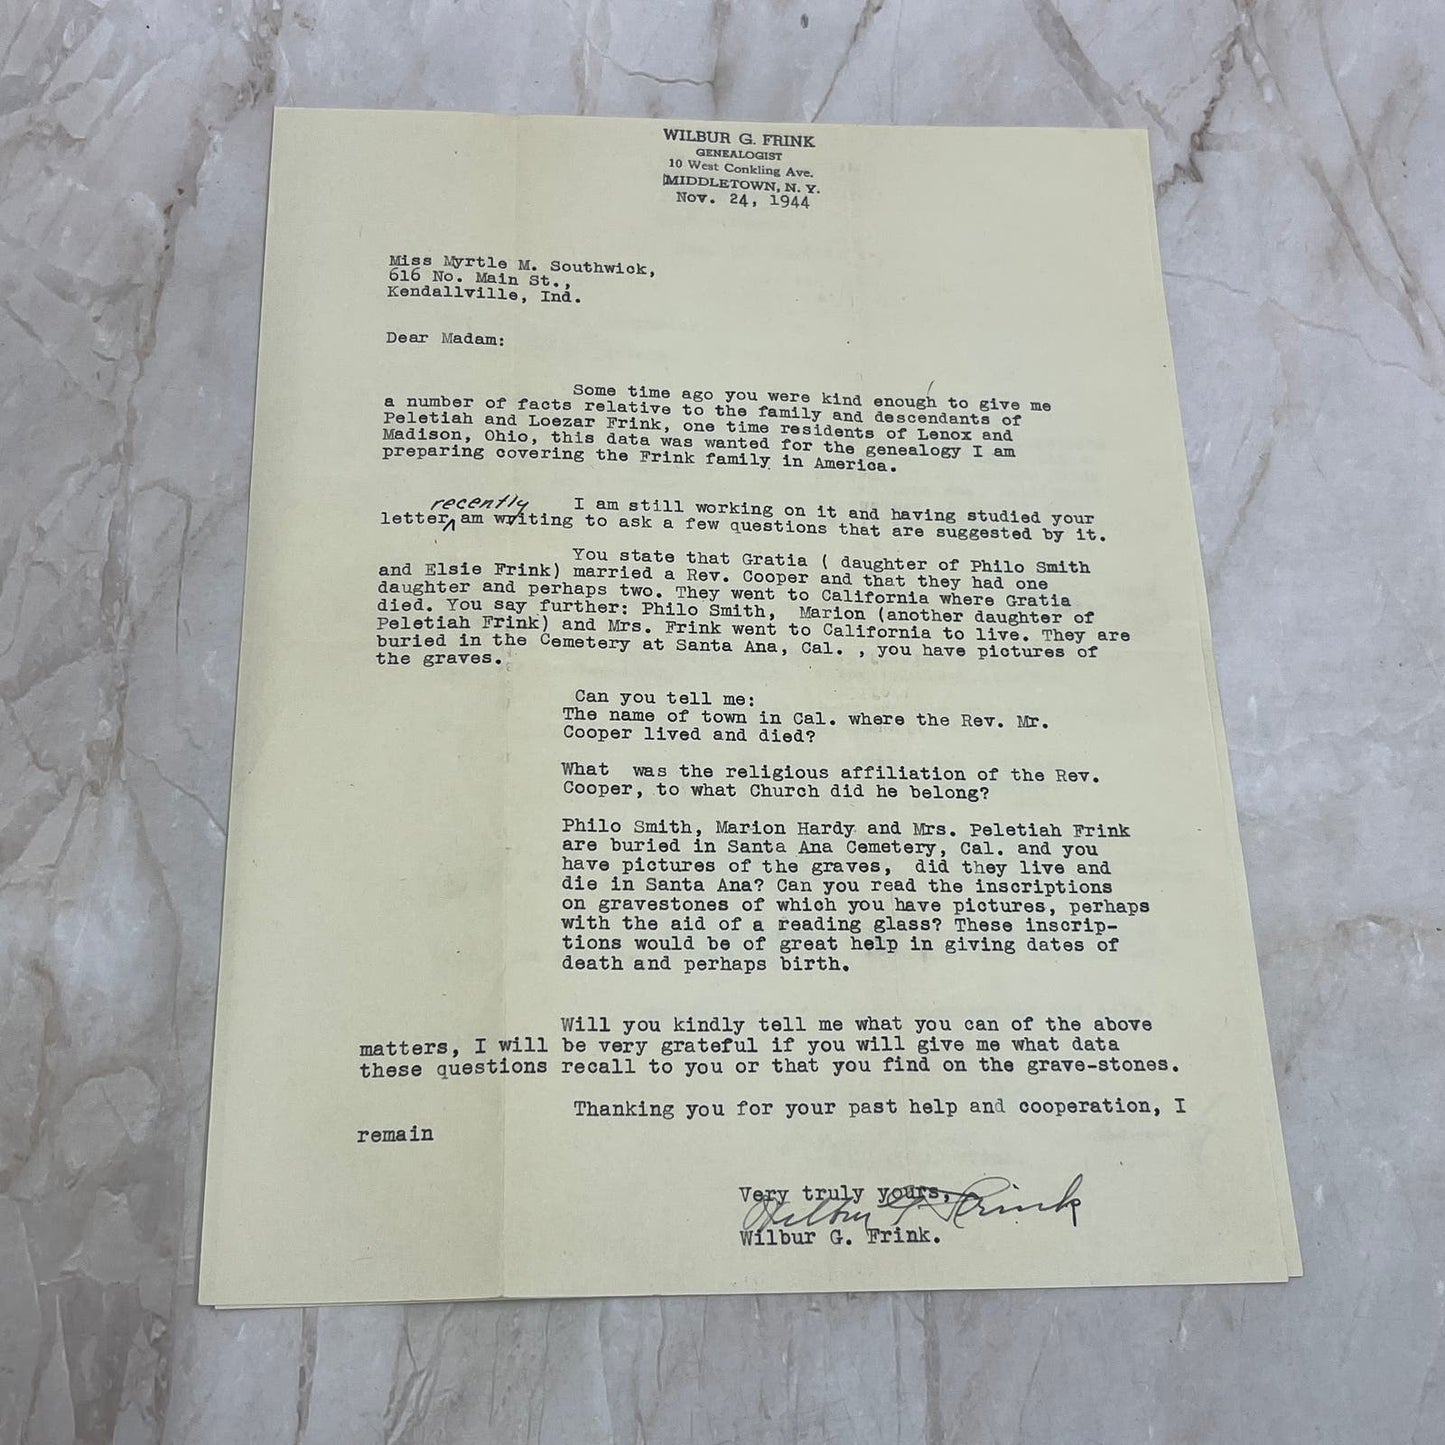 WILBUR G. FRINK
GENEALOGIST
10 West Conkling Ave.
MIDDLETOWN, N. Y.
Nov. 24, 1944
Miss Myrtle M. Southwick,
616 No. Main St.,
Kendallville, Ind.
Dear Madam:
Some time ago you were kind enough to give me
a number of facts relative to the family and descendants of
Peletiah and Loezar Frink, one time residents of Lenox and
Madison, Ohio, this data was wanted for the genealogy I am
preparing covering the Frink family in America.
recently
I am still working on it and having studied your
letter, am writing to ask a few questions that are suggested by it.
You state that Gratia ( daughter of Philo Smith
and Elsie Frink) married a Rev. Cooper and that they had one
daughter and perhaps two. They went to California where Gratia
died. You say further: Philo Smith, Marion (another daughter of
Peletiah Frink) and Mrs. Frink went to California to live. They are
buried in the Cemetery at Santa Ana, Cal. , you have pictures of
the graves.
Can you tell me:
The name of town in Cal. where the Rev. Mr.
Cooper lived and died?
What was the religious affiliation of the Rev.
Cooper, to what Church did he belong?
Philo Smith, Marion Hardy and Mrs. Peletiah Frink
are buried in Santa Ana Cemetery, Cal. and you
have pictures of the graves, did they live and
die in Santa Ana? Can you read the inscriptions
on gravestones of which you have pictures, perhaps
with the aid of a reading glass? These inscrip-
tions would be of great help in giving dates of
death and perhaps birth.
Will you kindly tell me what you can of the above
matters, I will be very grateful if you will give me what data
these questions recall to you or that you find on the grave-stones.
Thanking you for your past help and cooperation, I
remain
Very truly yours,
Wilbur G. Frink
Wilbur G. Frink.